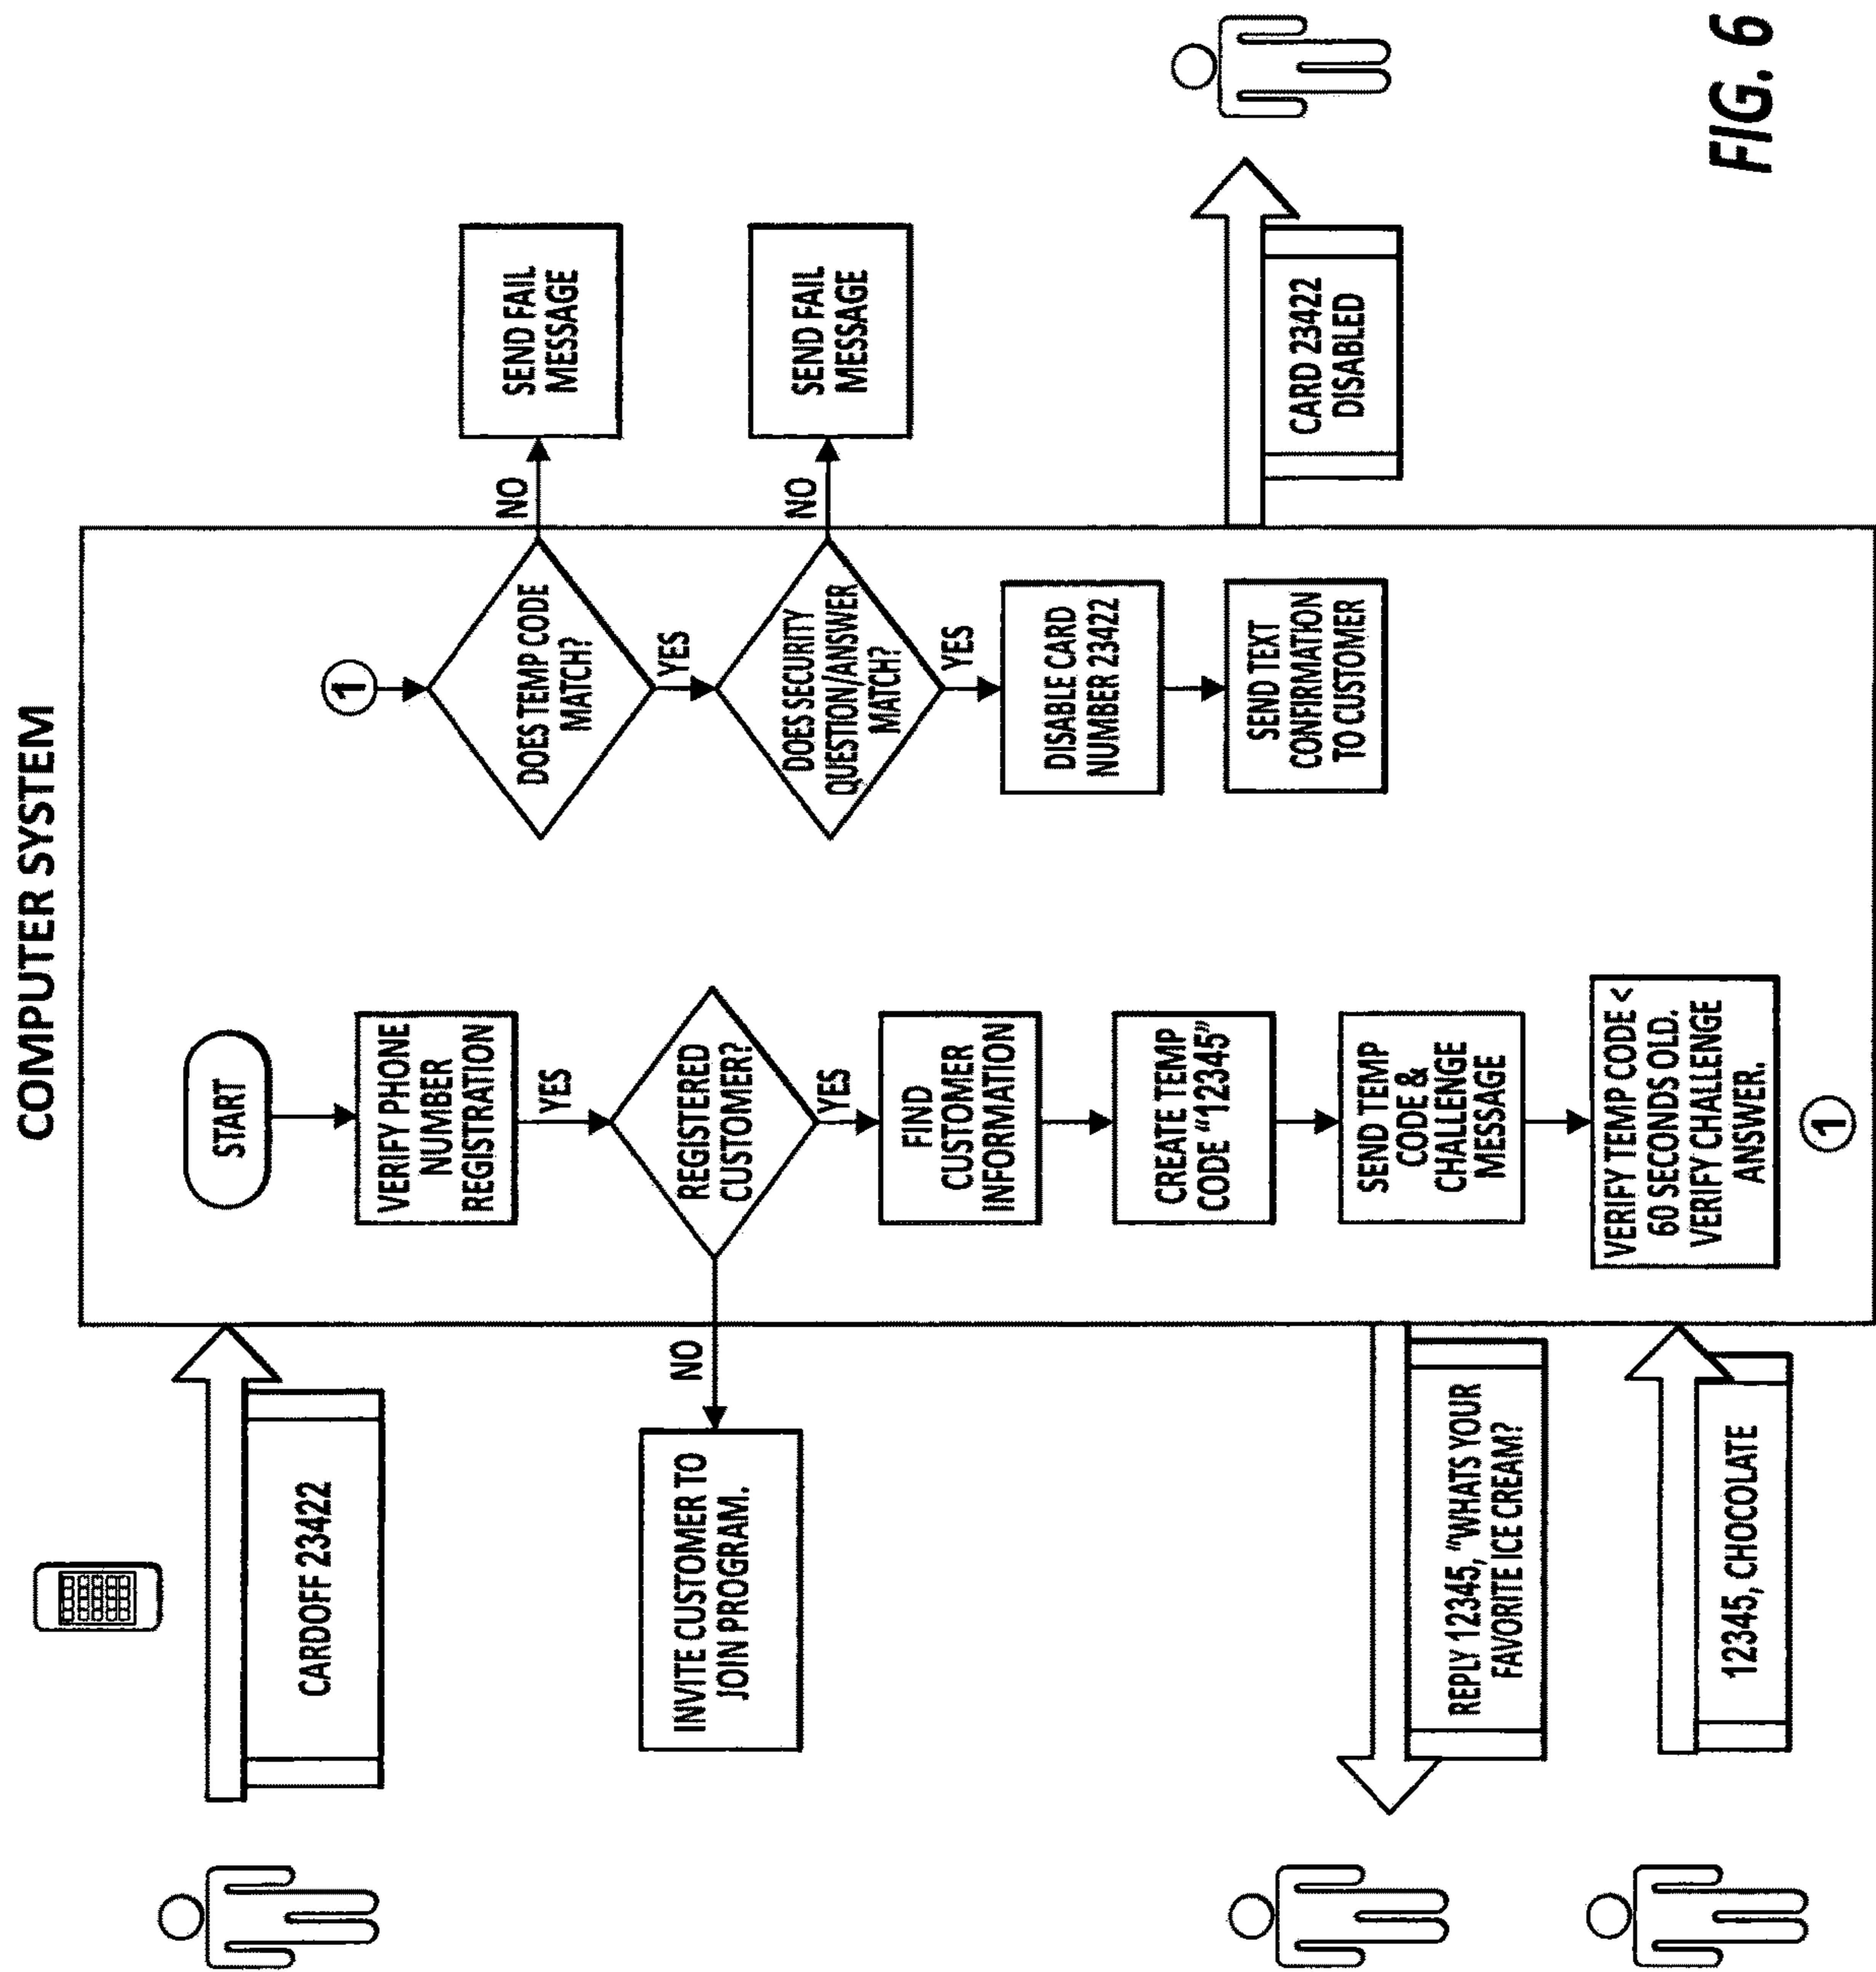 COMPUTER SYSTEM
CARDOFF 23422
START
VERIFY PHONE
NUMBER
REGISTRATION
YES
REGISTERED
CUSTOMER?
NO
INVITE CUSTOMER TO
JOIN PROGRAM.
YES
FIND
CUSTOMER
INFORMATION
CREATE TEMP
CODE "12345"
SEND TEMP
CODE &
CHALLENGE
MESSAGE
REPLY 12345, "WHATS YOUR
FAVORITE ICE CREAM?
12345, CHOCOLATE
VERIFY TEMP CODE <
60 SECONDS OLD.
VERIFY CHALLENGE
ANSWER.
1
1
DOES TEMP CODE
MATCH?
NO
SEND FAIL
MESSAGE
YES
DOES SECURITY
QUESTION/ANSWER
MATCH?
NO
SEND FAIL
MESSAGE
YES
DISABLE CARD
NUMBER 23422
SEND TEXT
CONFIRMATION
TO CUSTOMER
CARD 23422
DISABLED
FIG. 6